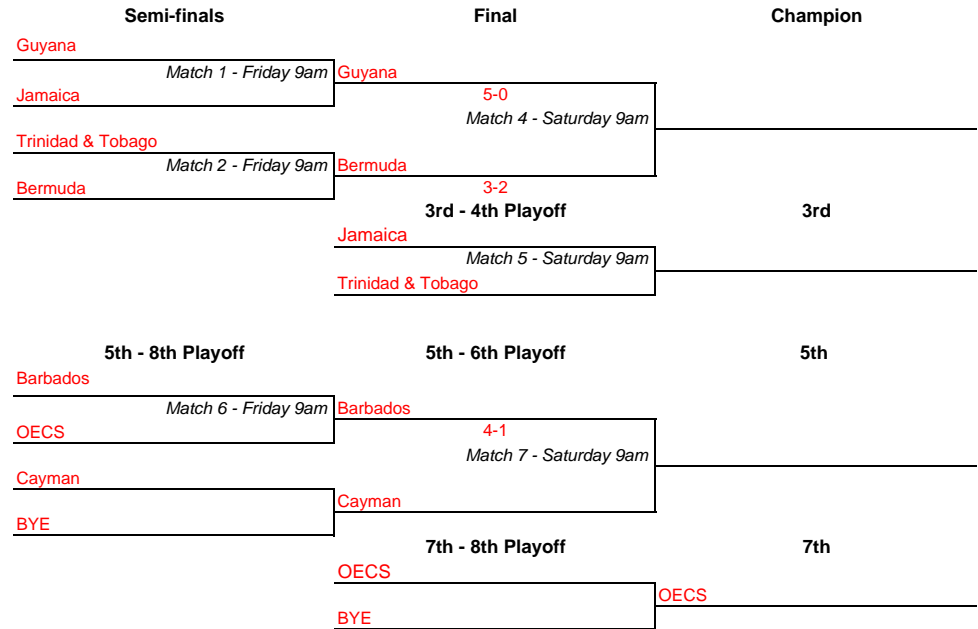 Semi-finals Final Champion
Guyana
Match 1 - Friday 9am Guyana
Jamaica 5-0
Match 4 - Saturday 9am
Trinidad & Tobago
Match 2 - Friday 9am Bermuda
Bermuda 3-2
3rd - 4th Playoff 3rd
Jamaica
Match 5 - Saturday 9am
Trinidad & Tobago
5th - 8th Playoff 5th - 6th Playoff 5th
Barbados
Match 6 - Friday 9am Barbados
OECS 4-1
Match 7 - Saturday 9am
Cayman
Cayman
BYE
7th - 8th Playoff 7th
OECS
OECS
BYE